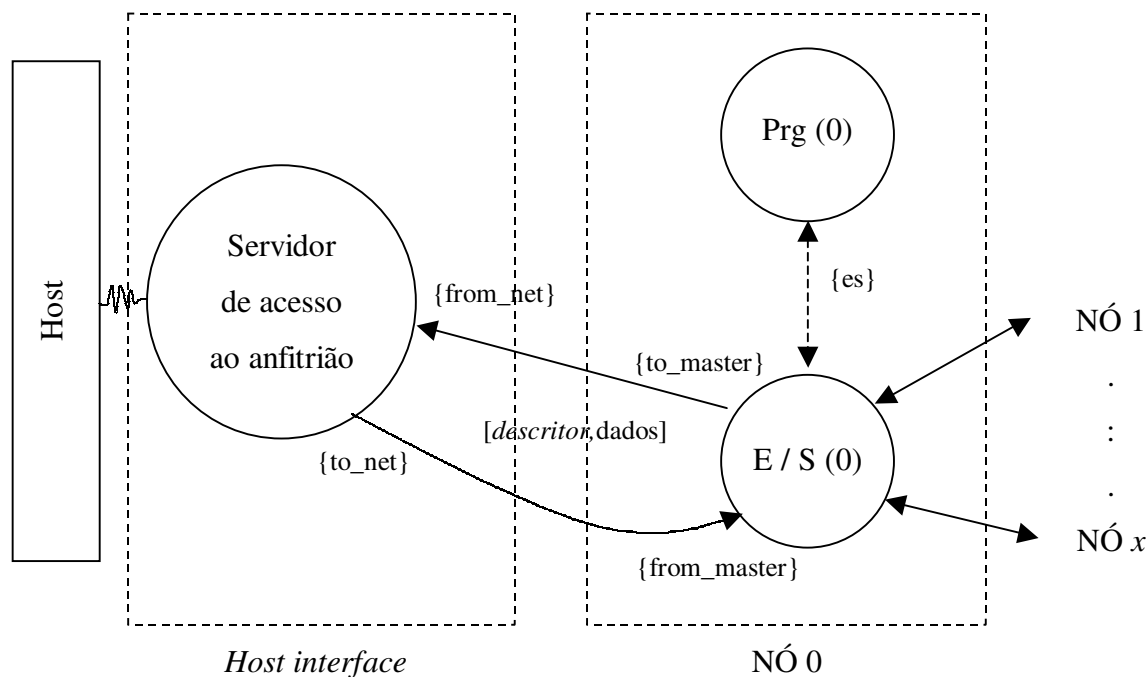 Host
Servidor
de acesso
ao anfitrião
{from_net}
{to_net}
[descritor,dados]
Prg (0)
{es}
{to_master}
E / S (0)
{from_master}
NÓ 1
.
:
.
NÓ x
Host interface
NÓ 0